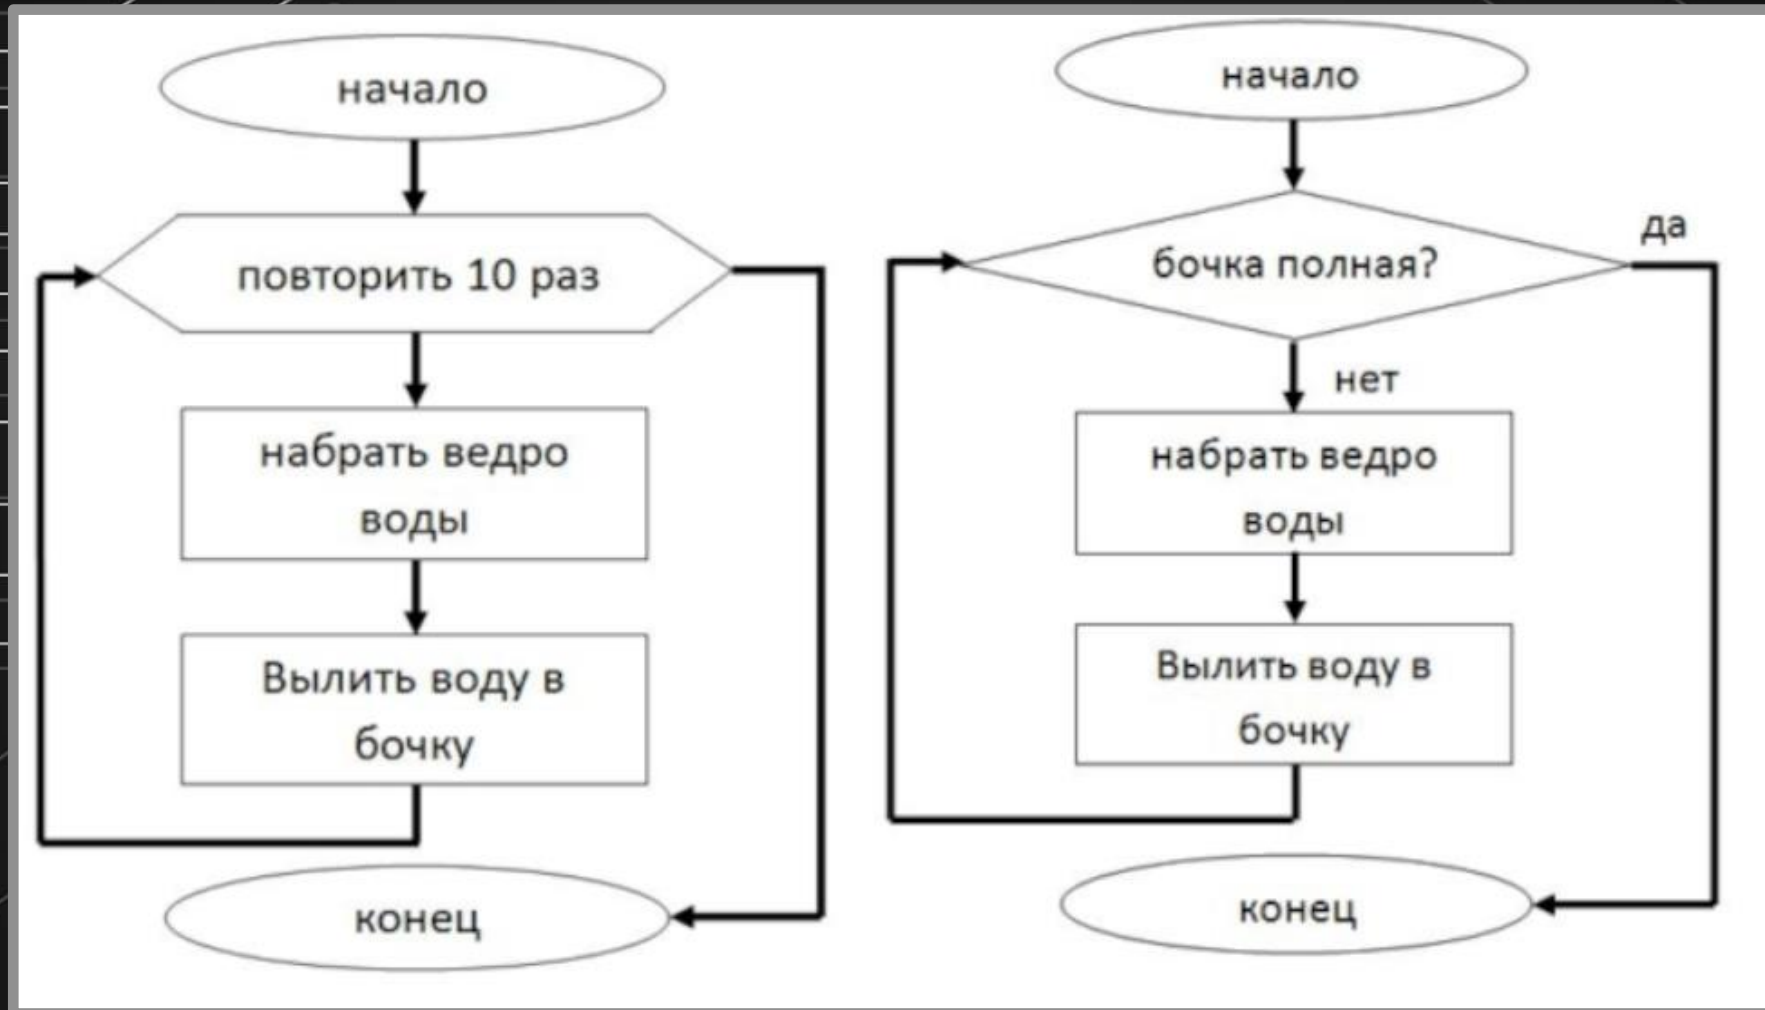 начало
повторить 10 раз
набрать ведро
воды
Вылить воду в
бочку
конец
начало
бочка полная?
да
нет
набрать ведро
воды
Вылить воду в
бочку
конец